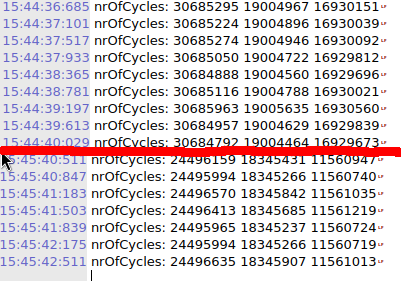 15:44:36:685 nrOfCycles: 30685295 19004967 16930151
15:44:37:101 nrOfCycles: 30685224 19004896 16930039
15:44:37:517 nrOfCycles: 30685274 19004946 16930092
15:44:37:933 nrOfCycles: 30685050 19004722 16929812
15:44:38:365 nrOfCycles: 30684888 19004560 16929696
15:44:38:781 nrOfCycles: 30685116 19004788 16930021
15:44:39:197 nrOfCycles: 30685963 19005635 16930560
15:44:39:613 nrOfCycles: 30684957 19004629 16929839
15:44:40:029 nrOfCycles: 30684792 19004464 16929673
15:45:40:511 nrOfCycles: 24496159 18345431 11560947
15:45:40:847 nrOfCycles: 24495994 18345266 11560740
15:45:41:183 nrOfCycles: 24496570 18345842 11561035
15:45:41:503 nrOfCycles: 24496413 18345685 11561219
15:45:41:839 nrOfCycles: 24495965 18345237 11560724
15:45:42:175 nrOfCycles: 24495994 18345266 11560719
15:45:42:511 nrOfCycles: 24496635 18345907 11561013